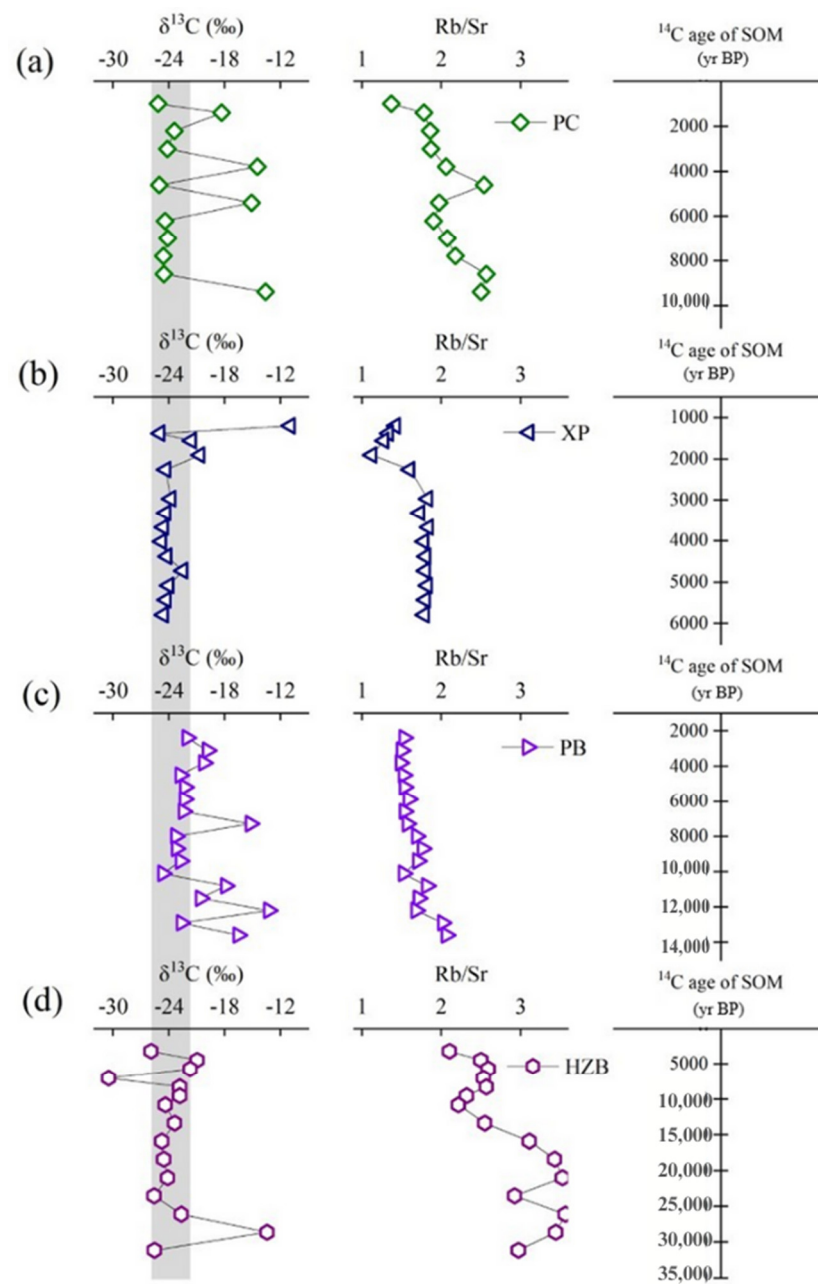 (a)
δ¹³C (‰) Rb/Sr ¹⁴C age of SOM
(yr BP)
-30 -24 -18 -12 1 2 3
PC
2000
4000
6000
8000
10,000
(b)
δ¹³C (‰) Rb/Sr ¹⁴C age of SOM
(yr BP)
-30 -24 -18 -12 1 2 3
XP
1000
2000
3000
4000
5000
6000
(c)
δ¹³C (‰) Rb/Sr ¹⁴C age of SOM
(yr BP)
-30 -24 -18 -12 1 2 3
PB
2000
4000
6000
8000
10,000
12,000
14,000
(d)
δ¹³C (‰) Rb/Sr ¹⁴C age of SOM
(yr BP)
-30 -24 -18 -12 1 2 3
HZB
5000
10,000
15,000
20,000
25,000
30,000
35,000